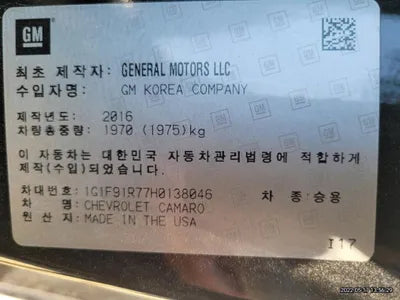 GM
최초 제작자: GENERAL MOTORS LLC
수입자명: GM KOREA COMPANY
제작년도: 2016
차량총중량: 1970 (1975)kg
이 자동차는 대한민국 자동차관리법령에 적합하게
제작(수입)되었습니다.
차대번호: 1G1F91R77H0138046 차 종:승용
차 명: CHEVROLET CAMARO
원 산 지: MADE IN THE USA
I17